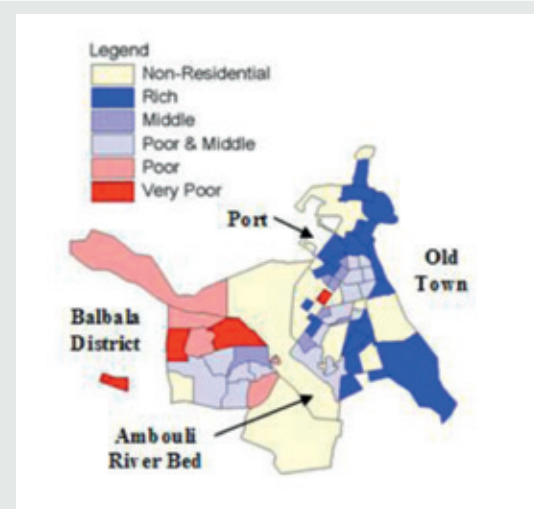 Legend
Non-Residential
Rich
Middle
Poor & Middle
Poor
Very Poor
Port
Old
Town
Balbala
District
Ambouli
River Bed